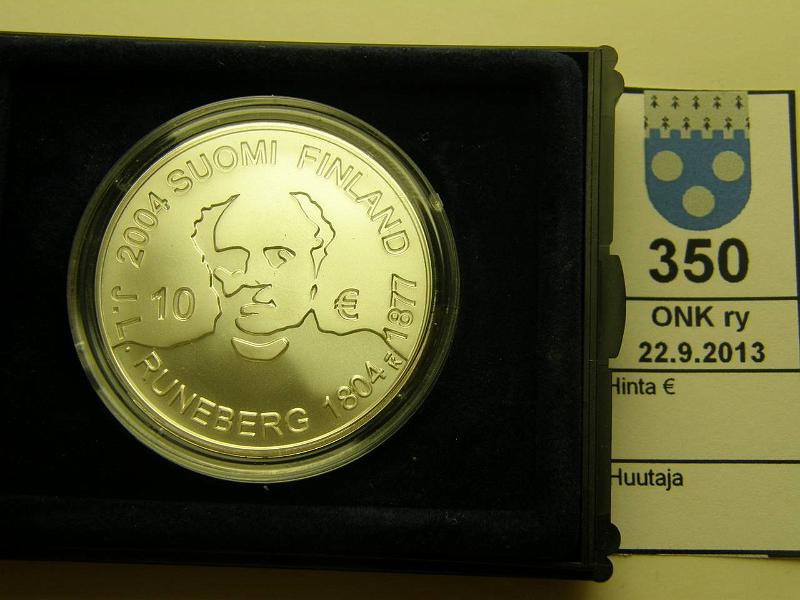 2004 SUOMI FINLAND
10 €
J.L. RUNEBERG 1804 1877
350
ONK ry
22.9.2013
Hinta €
Huutaja